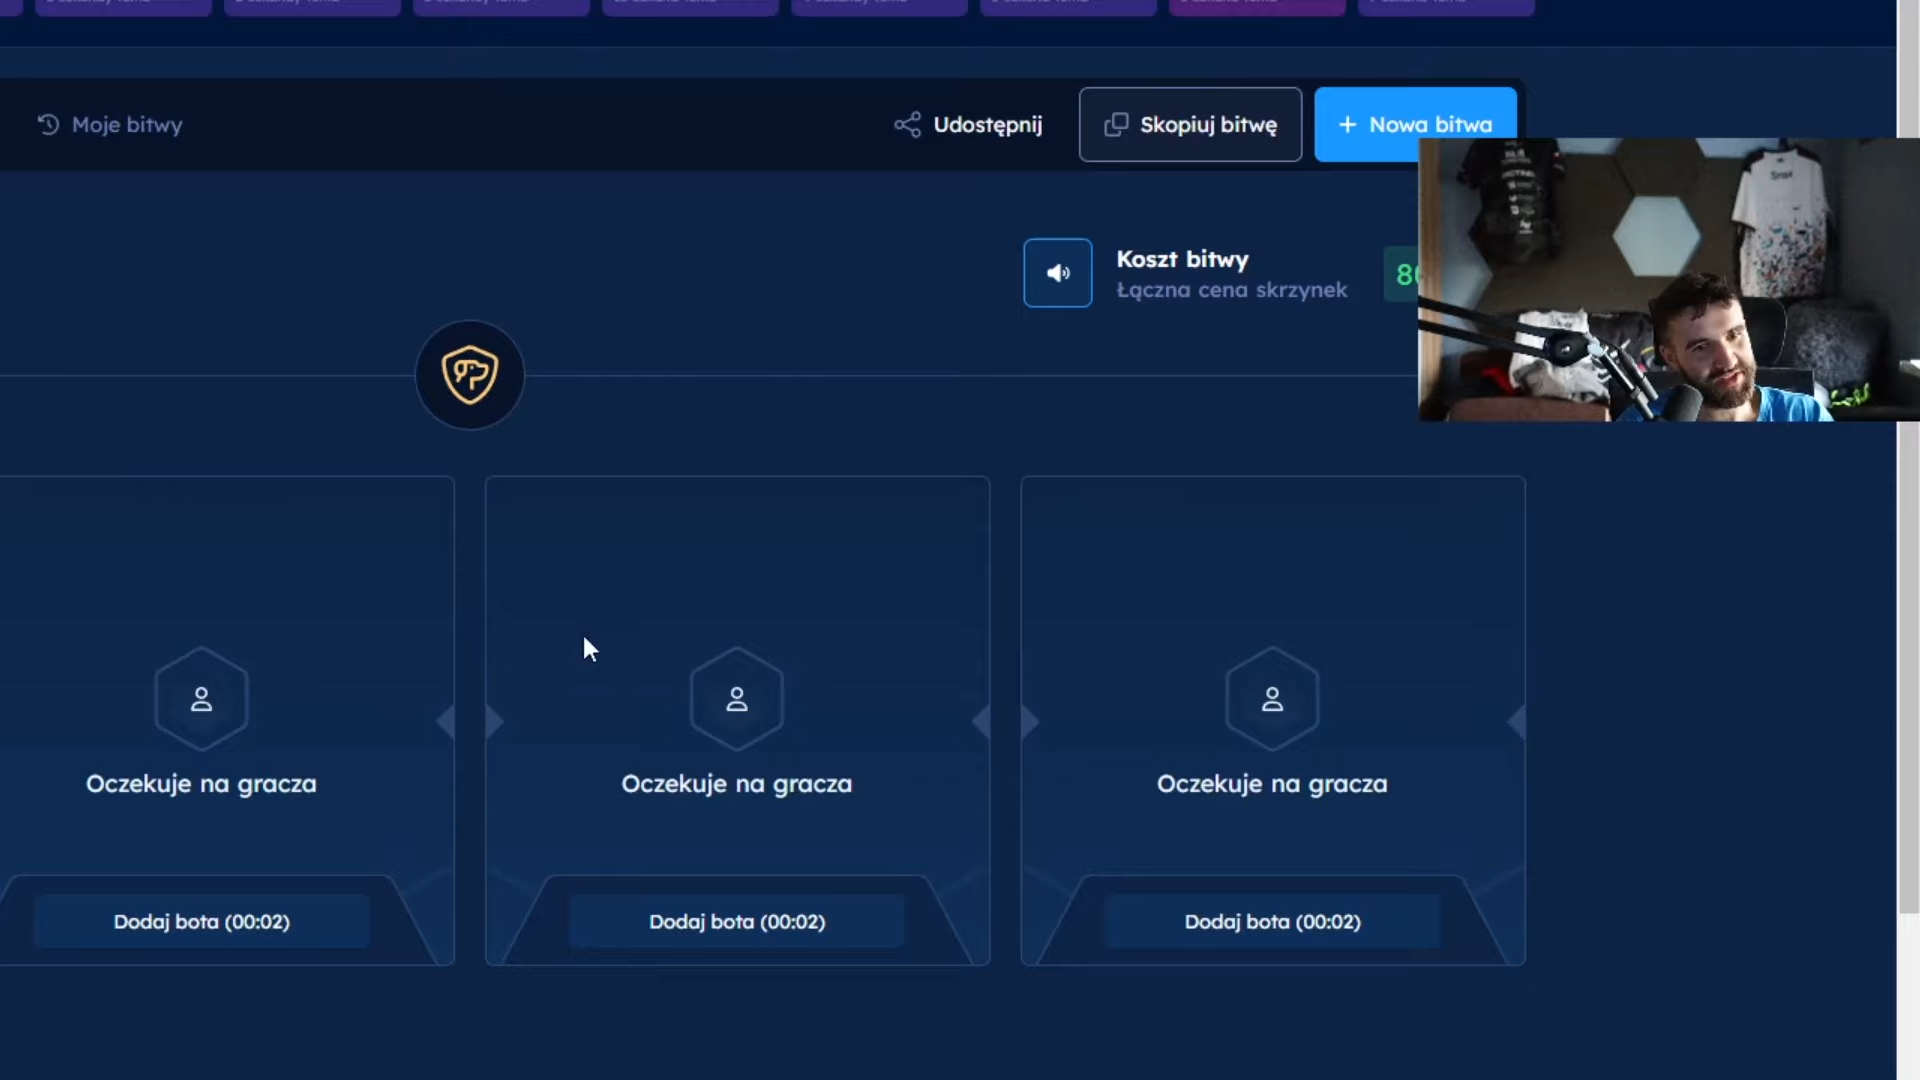 Moje bitwy
Udostępnij
Skopiuj bitwę
+ Nowa bitwa
Koszt bitwy
Łączna cena skrzynek
Oczekuje na gracza
Oczekuje na gracza
Oczekuje na gracza
Dodaj bota (00:02)
Dodaj bota (00:02)
Dodaj bota (00:02)